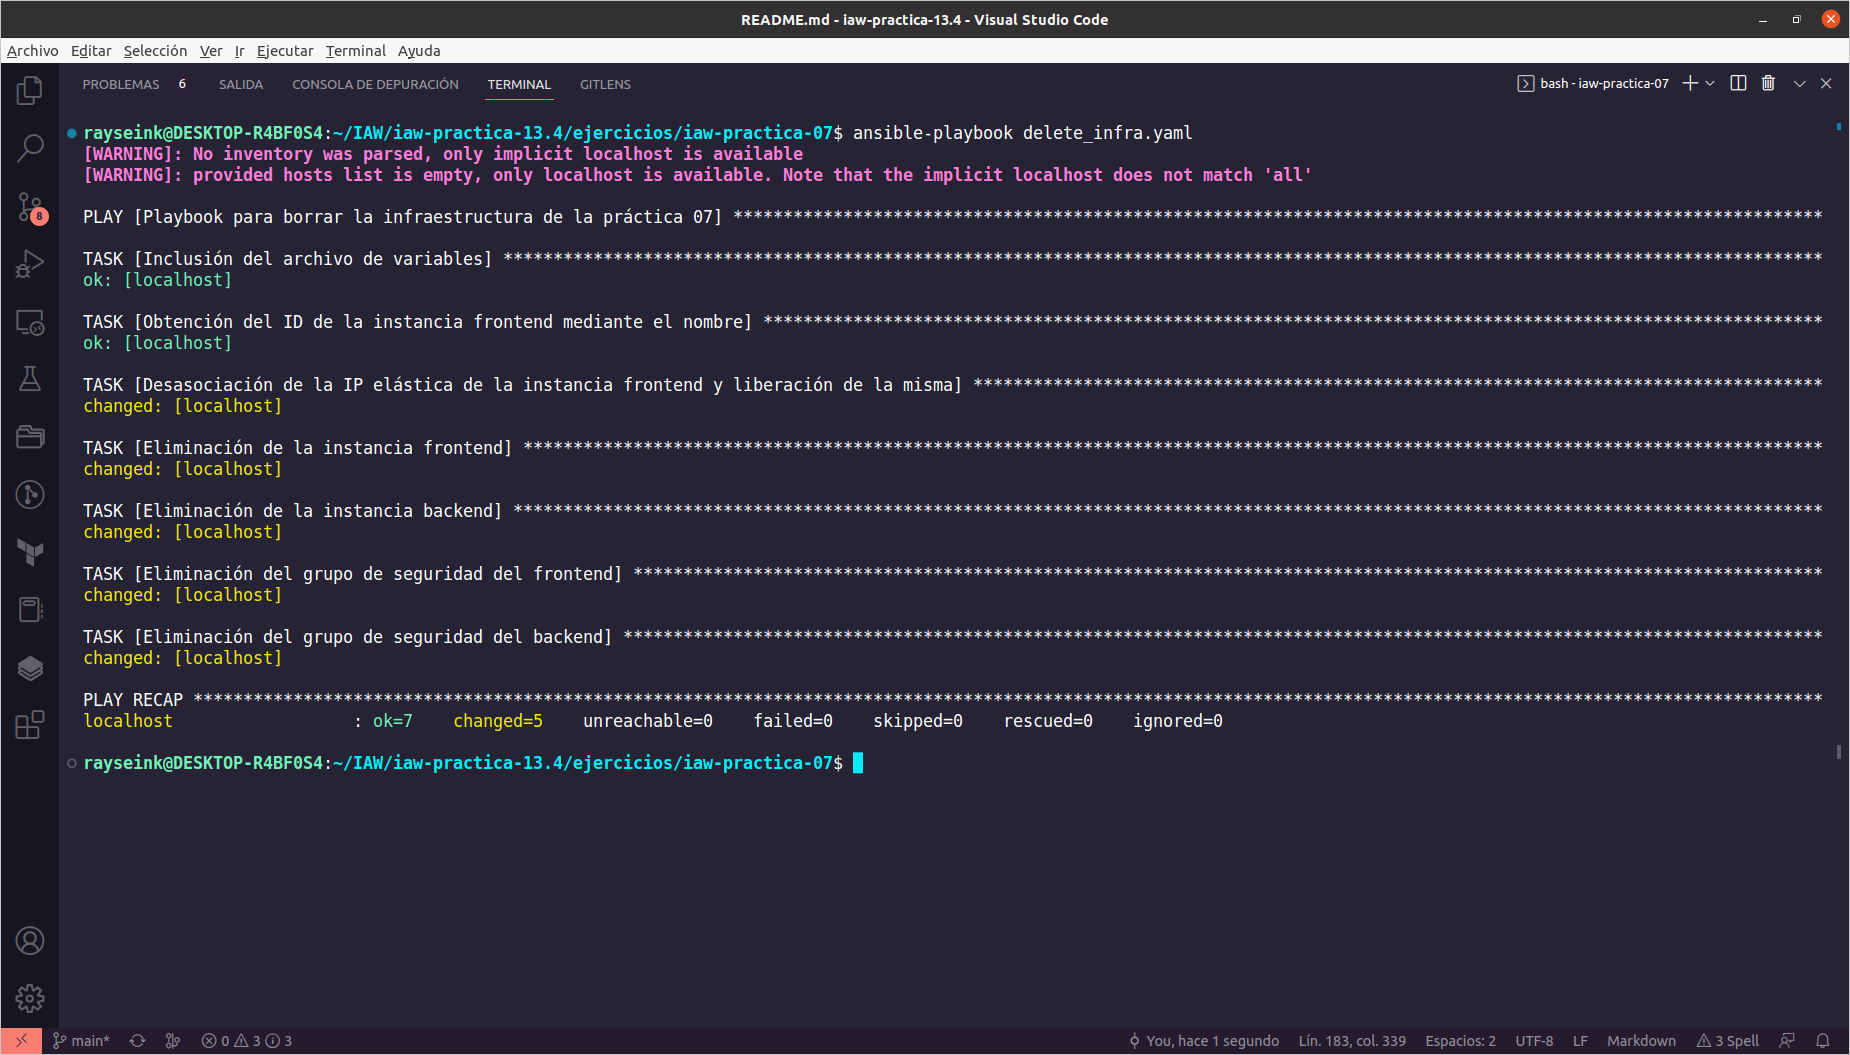 README.md - iaw-practica-13.4 - Visual Studio Code
Archivo Editar Selección Ver Ir Ejecutar Terminal Ayuda
PROBLEMAS 6 SALIDA CONSOLA DE DEPURACIÓN TERMINAL GITLENS bash - iaw-practica-07
rayseink@DESKTOP-R4BF0S4:~/IAW/iaw-practica-13.4/ejercicios/iaw-practica-07$ ansible-playbook delete_infra.yaml
[WARNING]: No inventory was parsed, only implicit localhost is available
[WARNING]: provided hosts list is empty, only localhost is available. Note that the implicit localhost does not match 'all'
PLAY [Playbook para borrar la infraestructura de la práctica 07] *************************************************************************************************************
TASK [Inclusión del archivo de variables] ************************************************************************************************************************************
ok: [localhost]
TASK [Obtención del ID de la instancia frontend mediante el nombre] **********************************************************************************************************
ok: [localhost]
TASK [Desasociación de la IP elástica de la instancia frontend y liberación de la misma] *************************************************************************************
changed: [localhost]
TASK [Eliminación de la instancia frontend] **********************************************************************************************************************************
changed: [localhost]
TASK [Eliminación de la instancia backend] ***********************************************************************************************************************************
changed: [localhost]
TASK [Eliminación del grupo de seguridad del frontend] ***********************************************************************************************************************
changed: [localhost]
TASK [Eliminación del grupo de seguridad del backend] ************************************************************************************************************************
changed: [localhost]
PLAY RECAP *******************************************************************************************************************************************************************
localhost : ok=7 changed=5 unreachable=0 failed=0 skipped=0 rescued=0 ignored=0
rayseink@DESKTOP-R4BF0S4:~/IAW/iaw-practica-13.4/ejercicios/iaw-practica-07$
8
main* 0 3 3 You, hace 1 segundo Lín. 183, col. 339 Espacios: 2 UTF-8 LF Markdown 3 Spell